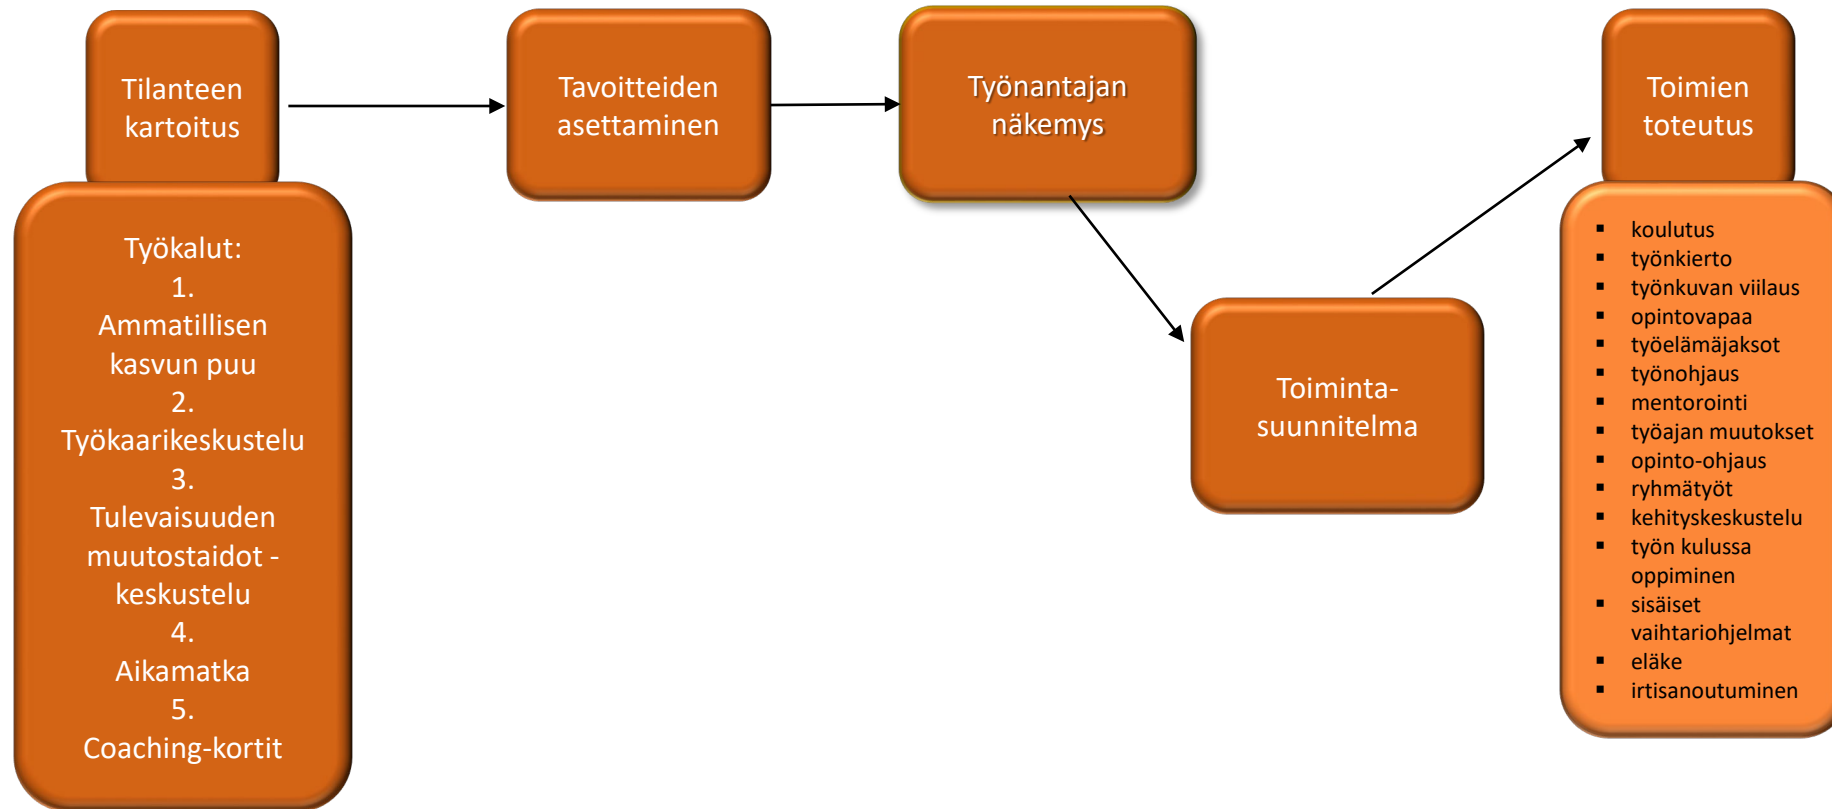 Tilanteen
kartoitus
Tavoitteiden
asettaminen
Työnantajan
näkemys
Toimien
toteutus
Työkalut:
1.
Ammatillisen
kasvun puu
2.
Työkaarikeskustelu
3.
Tulevaisuuden
muutostaidot -
keskustelu
4.
Aikamatka
5.
Coaching-kortit
Toiminta-
suunnitelma
▪ koulutus
▪ työnkierto
▪ työnkuvan viilaus
▪ opintovapaa
▪ työelämäjaksot
▪ työnohjaus
▪ mentorointi
▪ työajan muutokset
▪ opinto-ohjaus
▪ ryhmätyöt
▪ kehityskeskustelu
▪ työn kulussa
oppiminen
▪ sisäiset
vaihtariohjelmat
▪ eläke
▪ irtisanoutuminen